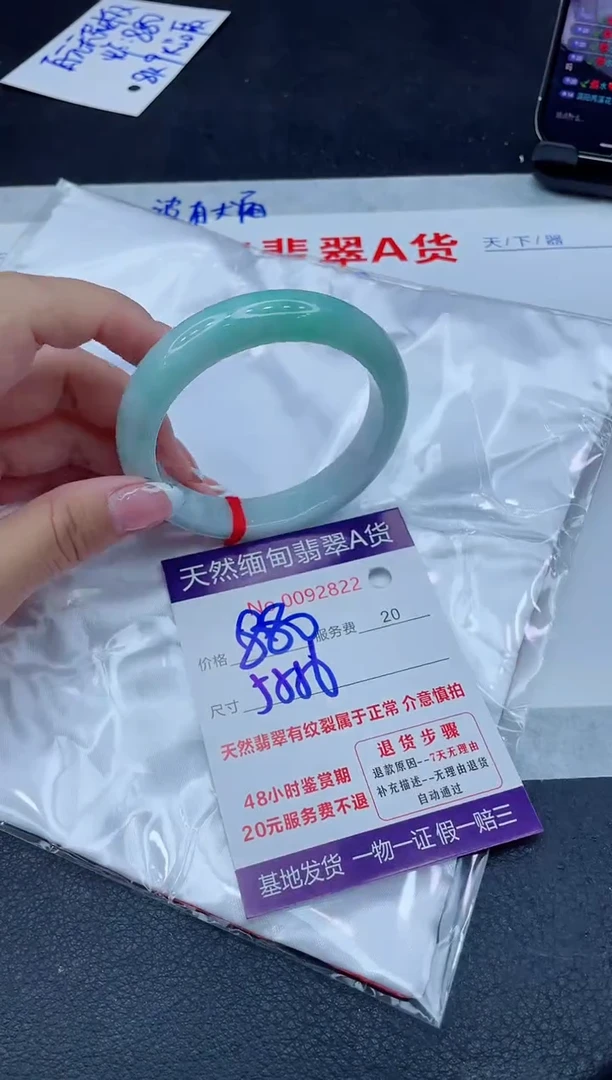 880
翡翠A货
天/下/器
天然缅甸翡翠A货
No.0092822
价格 880 服务费 20
尺寸
天然翡翠有纹裂属于正常 介意慎拍
48小时鉴赏期
20元服务费不退
退货步骤
退款原因--7天无理由
补充描述--无理由退货
自动通过
基地发货 一物一证 假一赔三